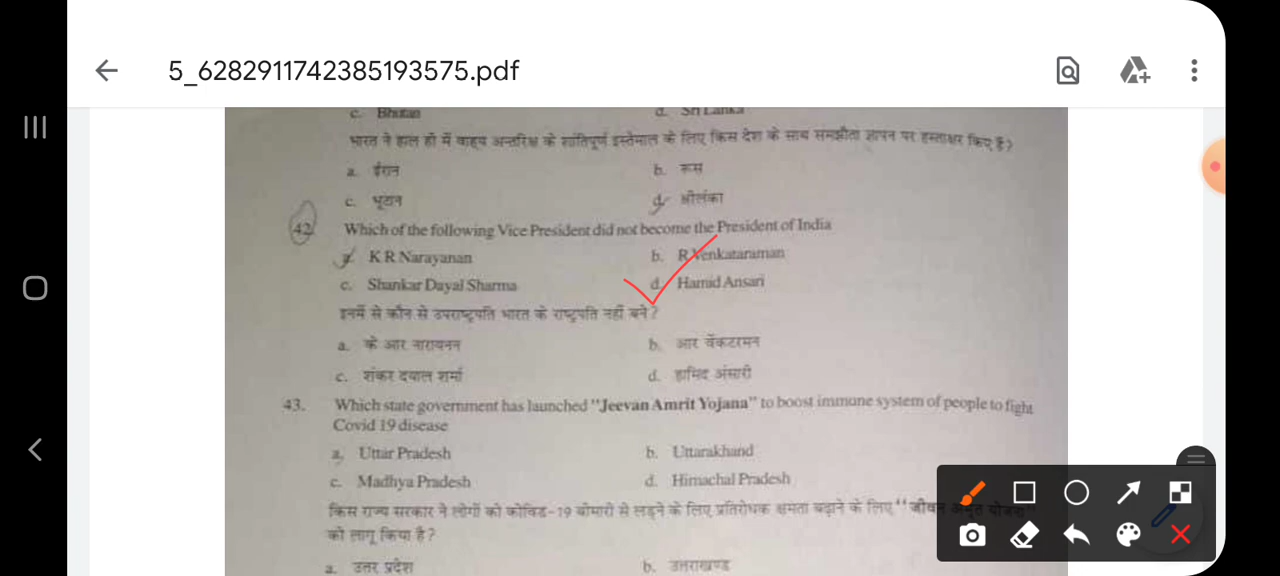 5_6282911742385193575.pdf
c. Bhutan d. Sri Lanka
भारत ने हाल ही में वाह्य अन्तरिक्ष के शांतिपूर्ण इस्तेमाल के लिए किस देश के साथ समझौता ज्ञापन पर हस्ताक्षर किए है?
a. ईरान b. रूस
c. भूटान d. श्रीलंका
42. Which of the following Vice President did not become the President of India
a. K R Narayanan b. R Venkataraman
c. Shankar Dayal Sharma d. Hamid Ansari
इनमें से कौन से उपराष्ट्रपति भारत के राष्ट्रपति नहीं बने?
a. के आर नारायनन b. आर वेंकटरमन
c. शंकर दयाल शर्मा d. हामिद अंसारी
43. Which state government has launched "Jeevan Amrit Yojana" to boost immune system of people to fight
Covid 19 disease
a. Uttar Pradesh b. Uttarakhand
c. Madhya Pradesh d. Himachal Pradesh
किस राज्य सरकार ने लोगों को कोविड-19 बीमारी से लड़ने के लिए प्रतिरोधक क्षमता बढ़ाने के लिए "जीवन अमृत योजना"
को लागू किया है?
a. उत्तर प्रदेश b. उत्तराखण्ड